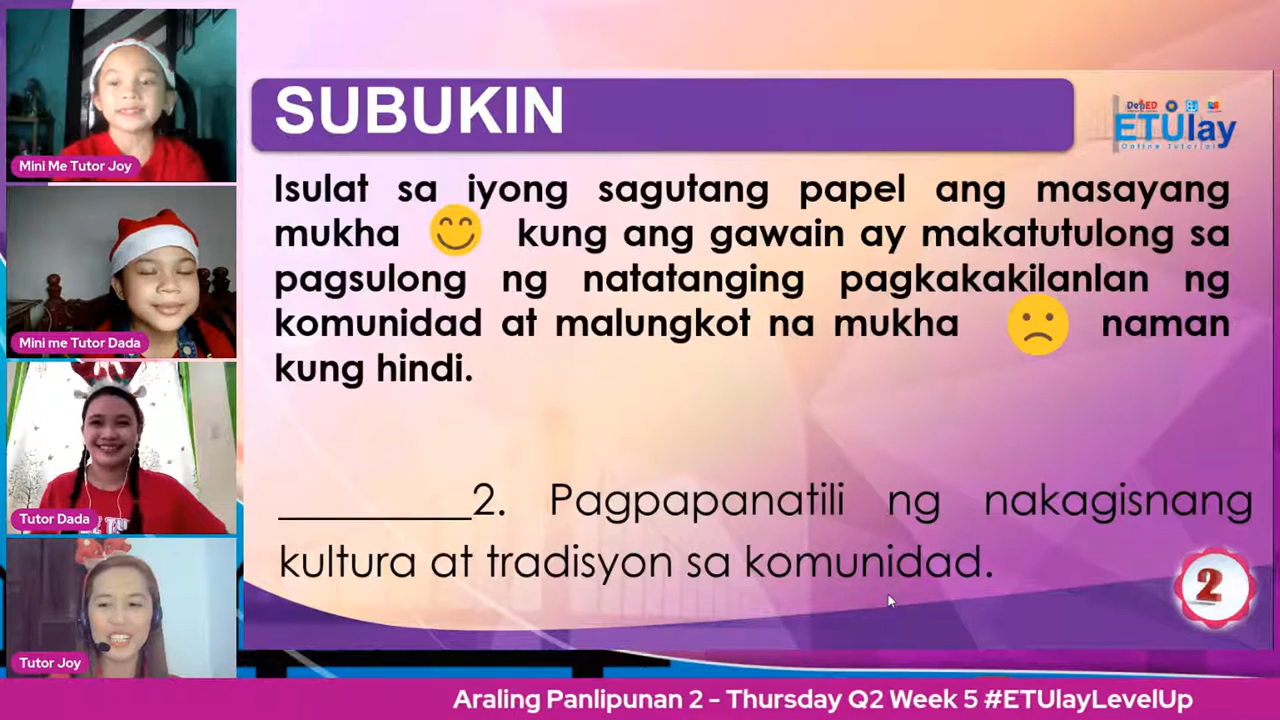 SUBUKIN
DepED
ETUlay
Online Tutorial
Isulat sa iyong sagutang papel ang masayang
mukha kung ang gawain ay makatutulong sa
pagsulong ng natatanging pagkakakilanlan ng
komunidad at malungkot na mukha naman
kung hindi.
_________2. Pagpapanatili ng nakagisnang
kultura at tradisyon sa komunidad.
2
Mini Me Tutor Joy
Mini me Tutor Dada
Tutor Dada
Tutor Joy
Araling Panlipunan 2 - Thursday Q2 Week 5 #ETUlayLevelUp